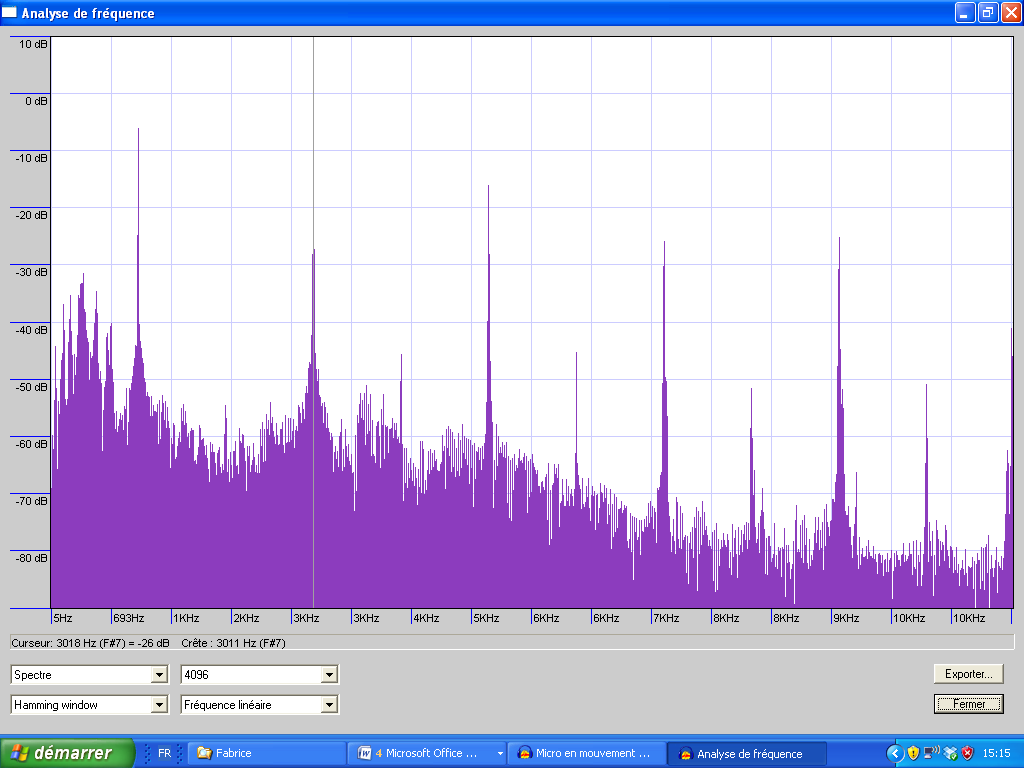 Analyse de fréquence
10 dB
0 dB
-10 dB
-20 dB
-30 dB
-40 dB
-50 dB
-60 dB
-70 dB
-80 dB
5Hz 693Hz 1KHz 2KHz 3KHz 3KHz 4KHz 5KHz 6KHz 6KHz 7KHz 8KHz 8KHz 9KHz 10KHz 10KHz
Curseur: 3018 Hz (F#7) = -26 dB Crête : 3011 Hz (F#7)
Spectre 4096 Exporter...
Hamming window Fréquence linéaire Fermer
démarrer FR Fabrice 4 Microsoft Office ... Micro en mouvement ... Analyse de fréquence 15:15